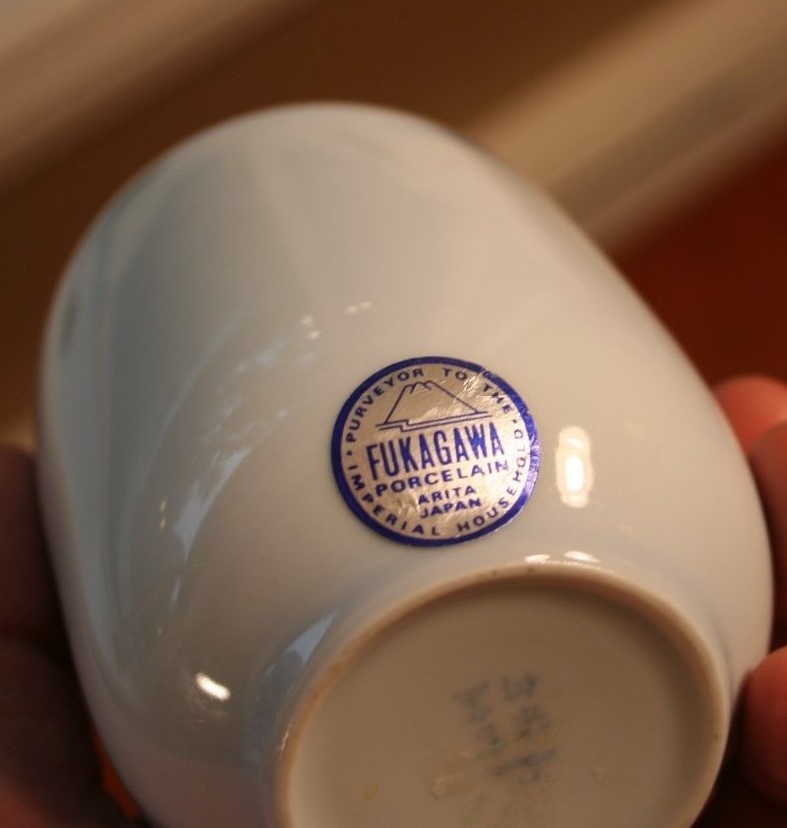 PURVEYOR TO THE
FUKAGAWA
PORCELAIN
ARITA
JAPAN
IMPERIAL HOUSEHOLD